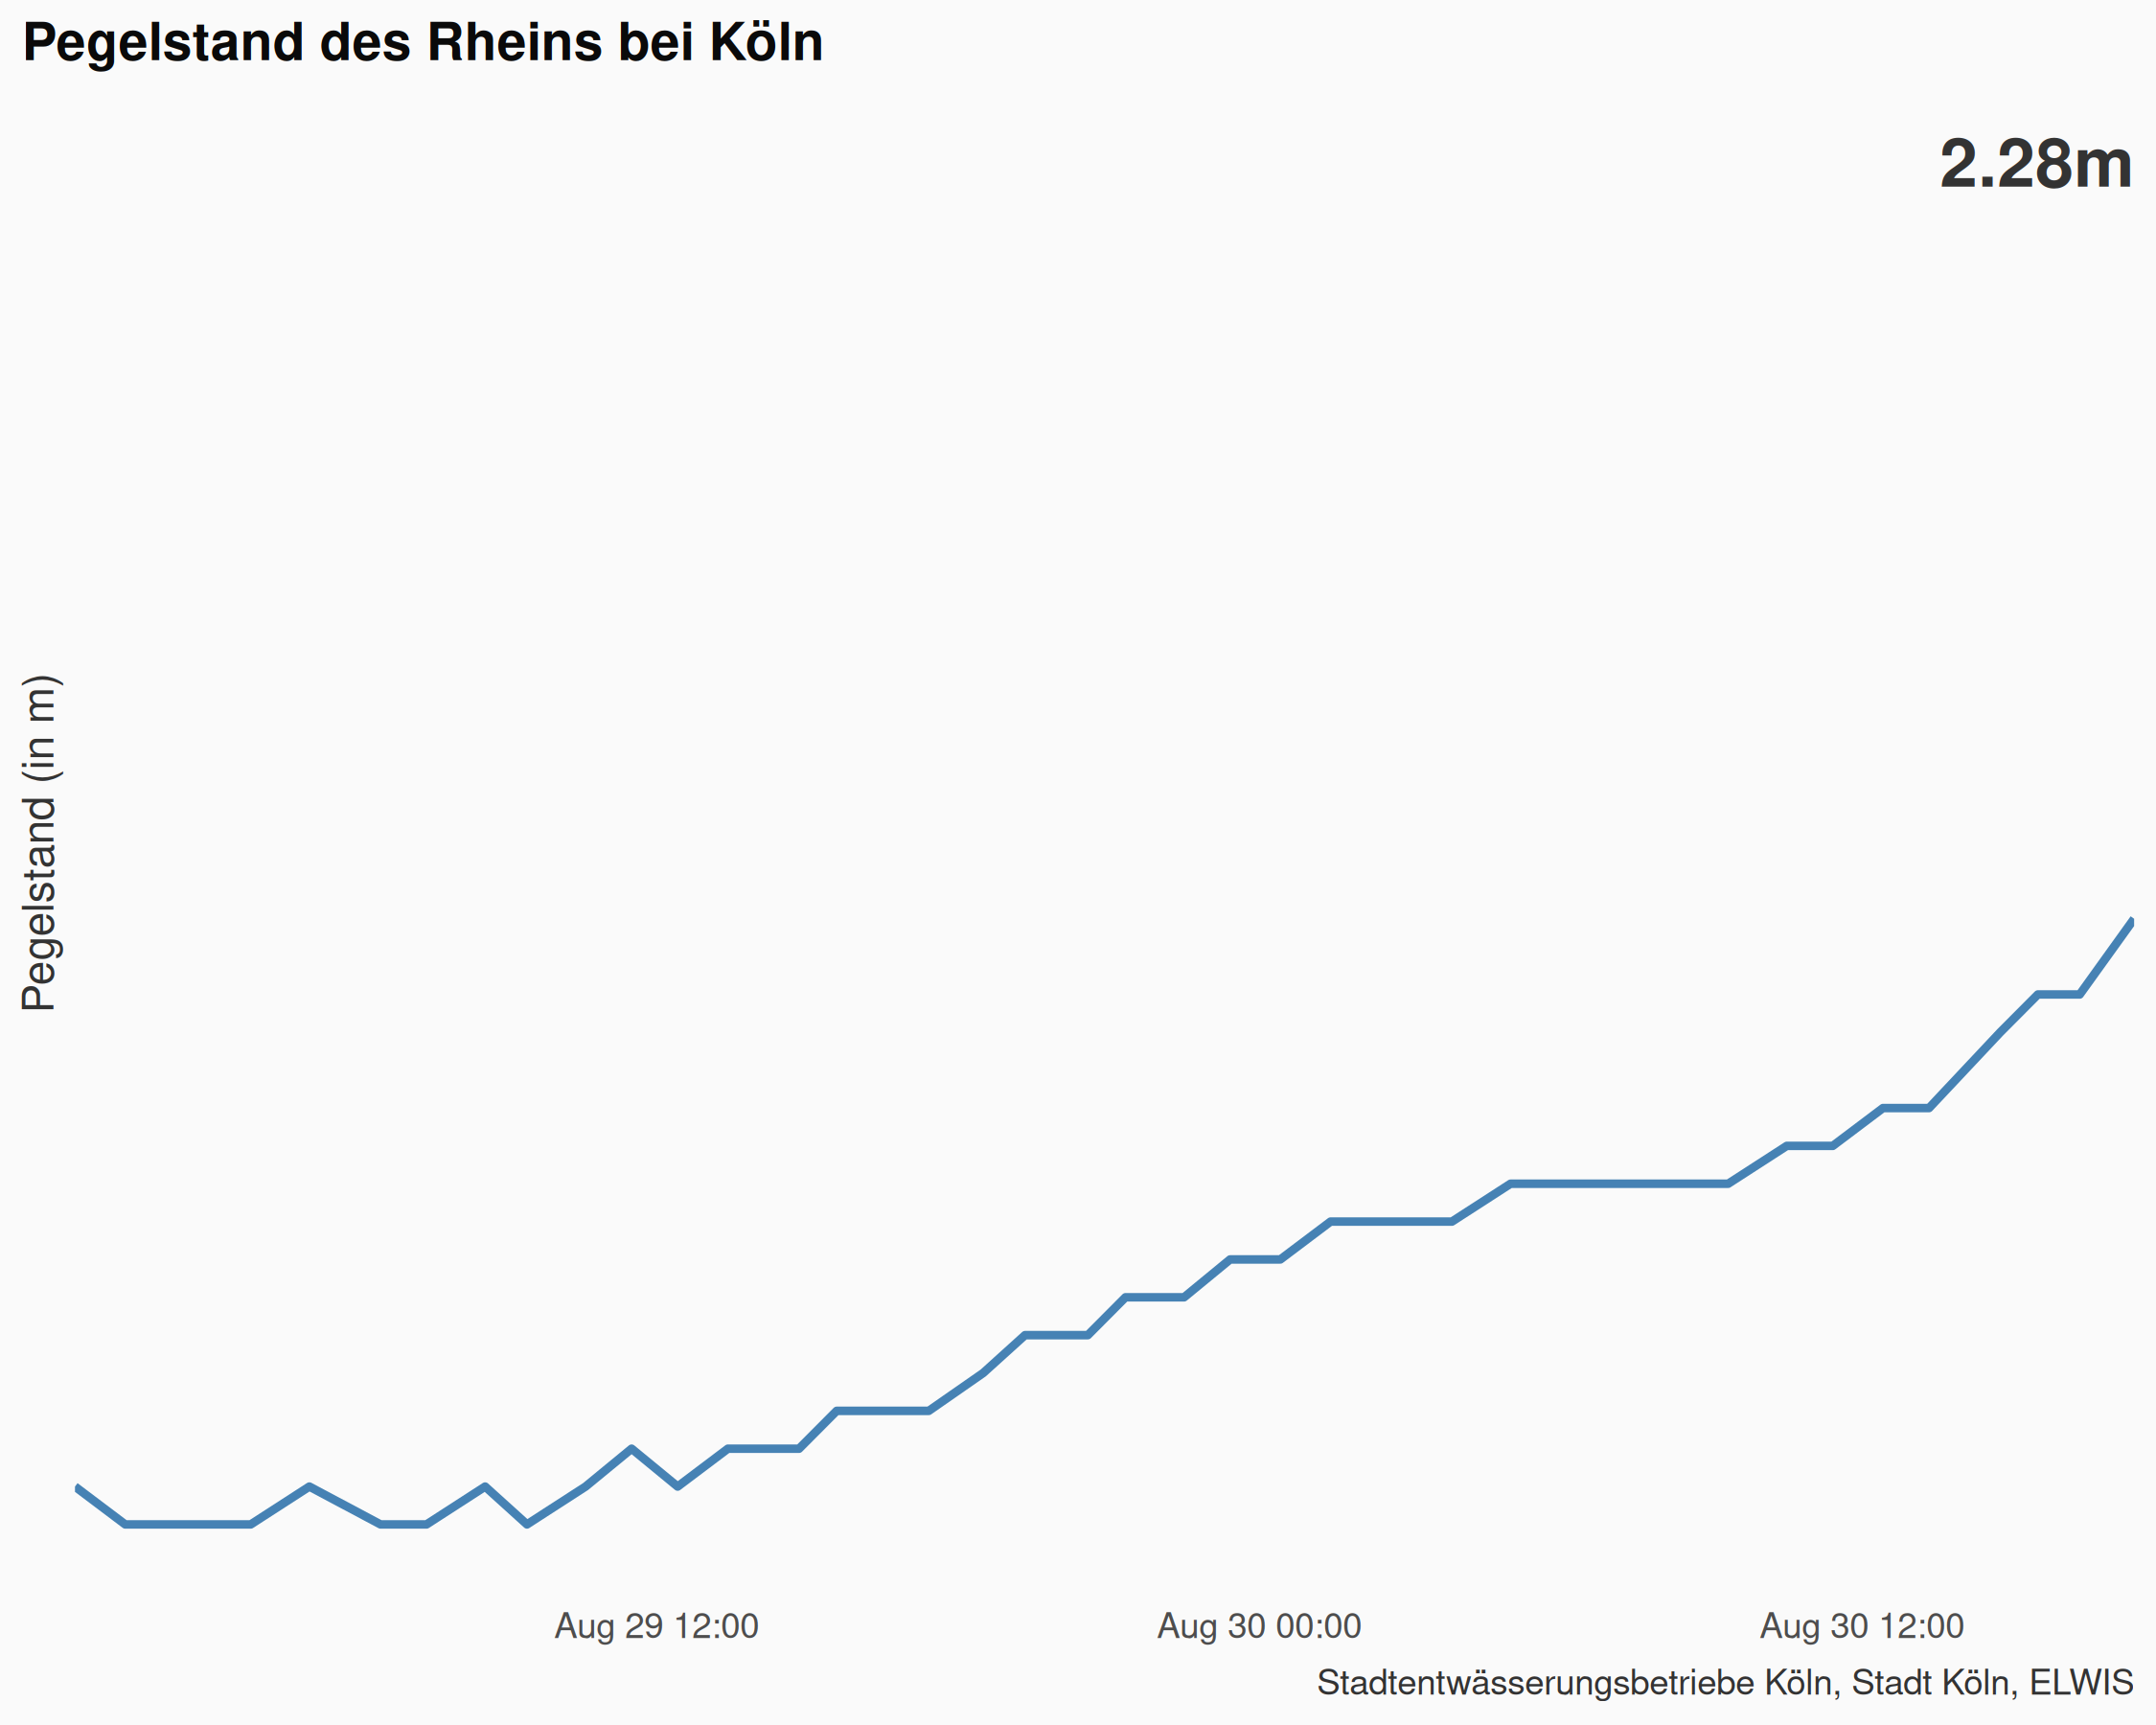 Pegelstand des Rheins bei Köln
2.28m
Pegelstand (in m)
Aug 29 12:00
Aug 30 00:00
Aug 30 12:00
Stadtentwässerungsbetriebe Köln, Stadt Köln, ELWIS